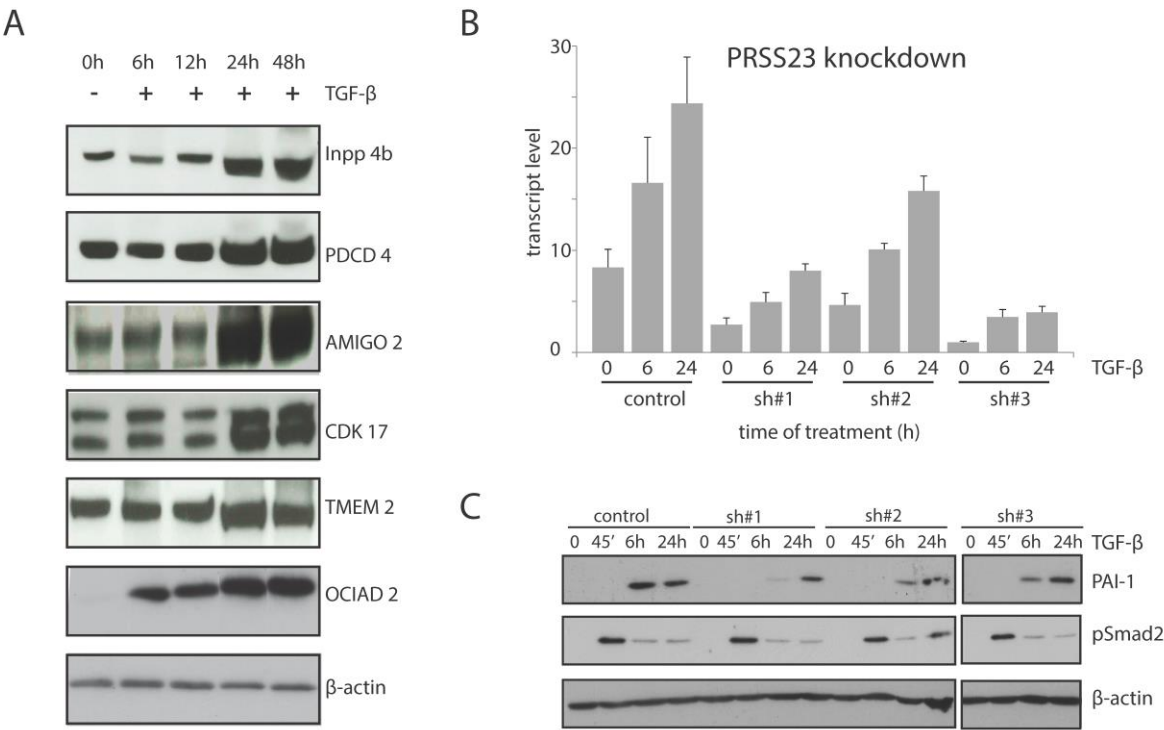 A
0h 6h 12h 24h 48h
- + + + + TGF-β
Inpp 4b
PDCD 4
AMIGO 2
CDK 17
TMEM 2
OCIAD 2
β-actin
B
PRSS23 knockdown
transcript level
30
20
10
0
0 6 24 0 6 24 0 6 24 0 6 24 TGF-β
control sh#1 sh#2 sh#3
time of treatment (h)
C
control sh#1 sh#2 sh#3
0 45’ 6h 24h 0 45’ 6h 24h 0 45’ 6h 24h 0 45’ 6h 24h TGF-β
PAI-1
pSmad2
β-actin